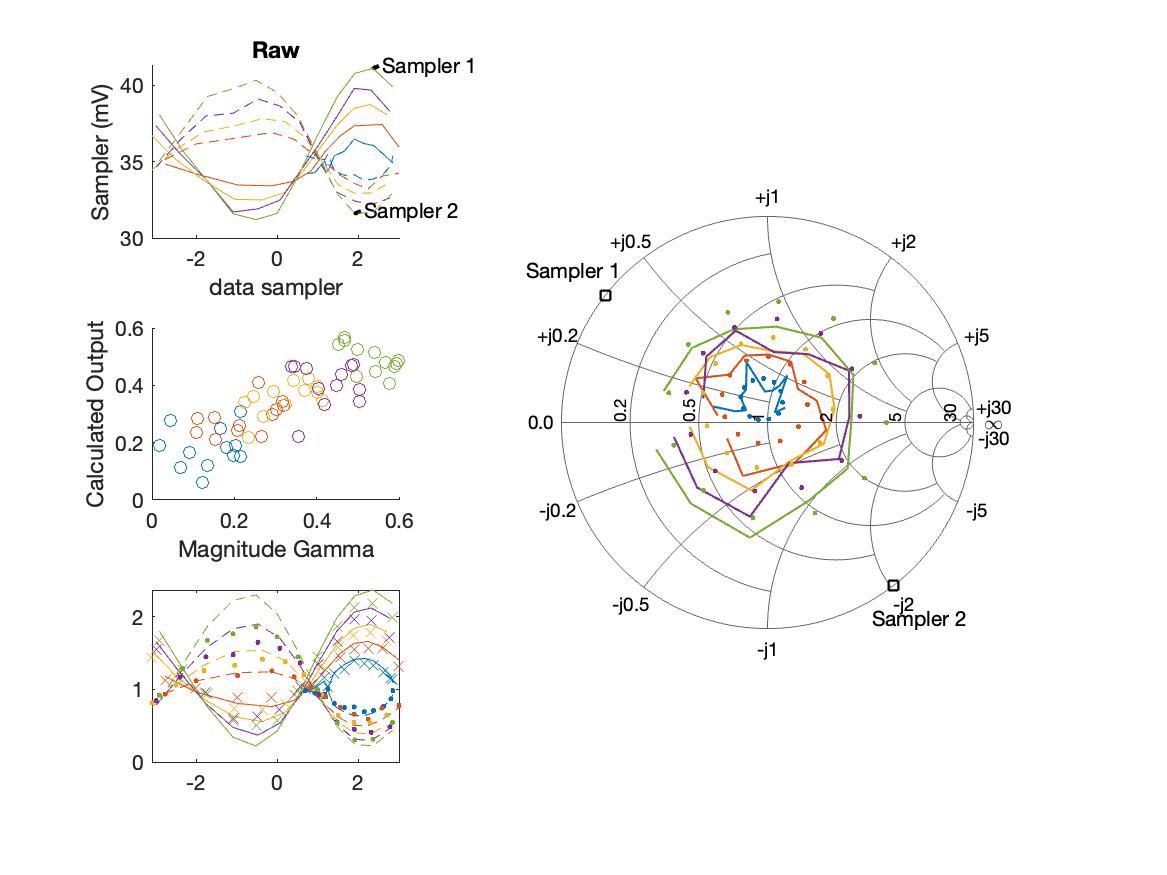 Raw
Sampler (mV)
40
35
30
Sampler 1
Sampler 2
-2
0
2
data sampler
Calculated Output
0.6
0.4
0.2
0
0
0.2
0.4
0.6
Magnitude Gamma
2
1
0
-2
0
2
+j1
+j0.5
+j2
Sampler 1
+j0.2
+j5
0.0
0.2
0.5
1
2
5
30
+j30
∞
-j30
-j0.2
-j5
-j0.5
-j2
Sampler 2
-j1